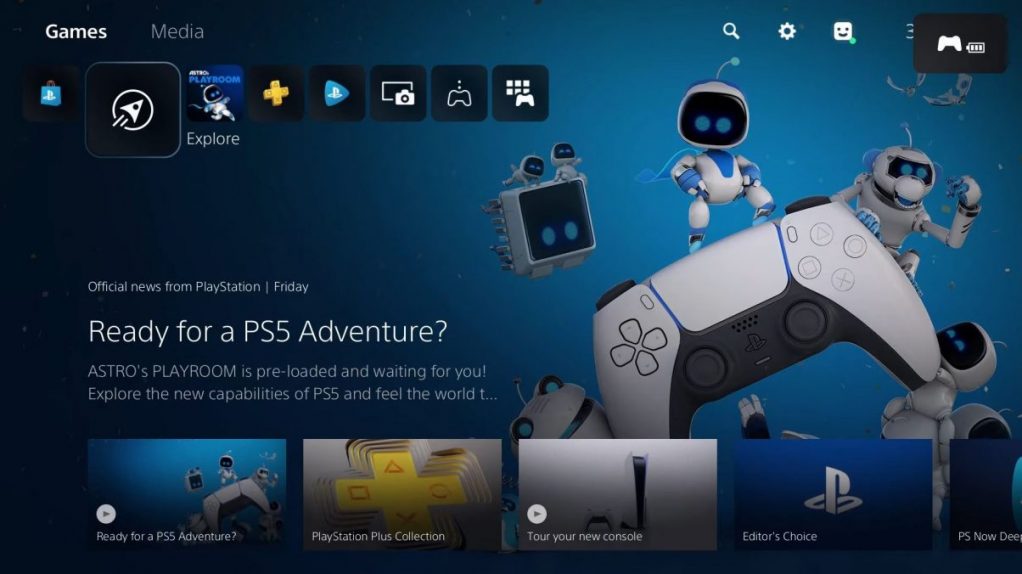 Games
Media
ASTRO's
PLAYROOM
Explore
Official news from PlayStation | Friday
Ready for a PS5 Adventure?
ASTRO's PLAYROOM is pre-loaded and waiting for you!
Explore the new capabilities of PS5 and feel the world t...
Ready for a PS5 Adventure?
PlayStation Plus Collection
Tour your new console
Editor's Choice
PS Now Deep